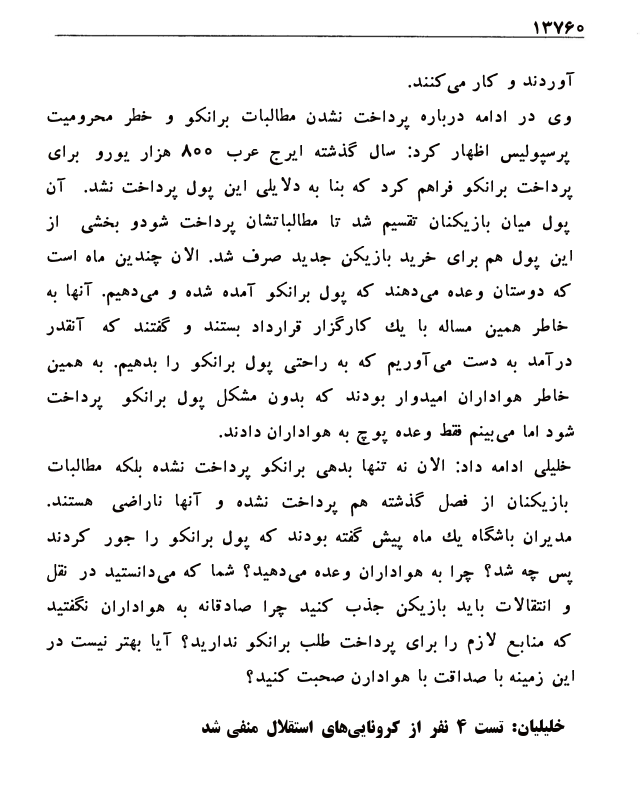 ۱۳۷۶۰
آوردند و کار می‌کنند.
وی در ادامه درباره پرداخت نشدن مطالبات برانکو و خطر محرومیت
پرسپولیس اظهار کرد: سال گذشته ایرج عرب ۸۰۰ هزار یورو برای
پرداخت برانکو فراهم کرد که بنا به دلایلی این پول پرداخت نشد. آن
پول میان بازیکنان تقسیم شد تا مطالباتشان پرداخت شودو بخشی از
این پول هم برای خرید بازیکن جدید صرف شد. الان چندین ماه است
که دوستان وعده می‌دهند که پول برانکو آمده شده و می‌دهیم. آنها به
خاطر همین مساله با یك کارگزار قرارداد بستند و گفتند که آنقدر
درآمد به دست می‌آوریم که به راحتی پول برانکو را بدهیم. به همین
خاطر هواداران امیدوار بودند که بدون مشکل پول برانکو پرداخت
شود اما می‌بینم فقط وعده پوچ به هواداران دادند.
خلیلی ادامه داد: الان نه تنها بدهی برانکو پرداخت نشده بلکه مطالبات
بازیکنان از فصل گذشته هم پرداخت نشده و آنها ناراضی هستند.
مدیران باشگاه یك ماه پیش گفته بودند که پول برانکو را جور کردند
پس چه شد؟ چرا به هواداران وعده می‌دهید؟ شما که می‌دانستید در نقل
و انتقالات باید بازیکن جذب کنید چرا صادقانه به هواداران نگفتید
که منابع لازم را برای پرداخت طلب برانکو ندارید؟ آیا بهتر نیست در
این زمینه با صداقت با هوادارن صحبت کنید؟
خلیلیان: تست ۴ نفر از کرونایی‌های استقلال منفی شد